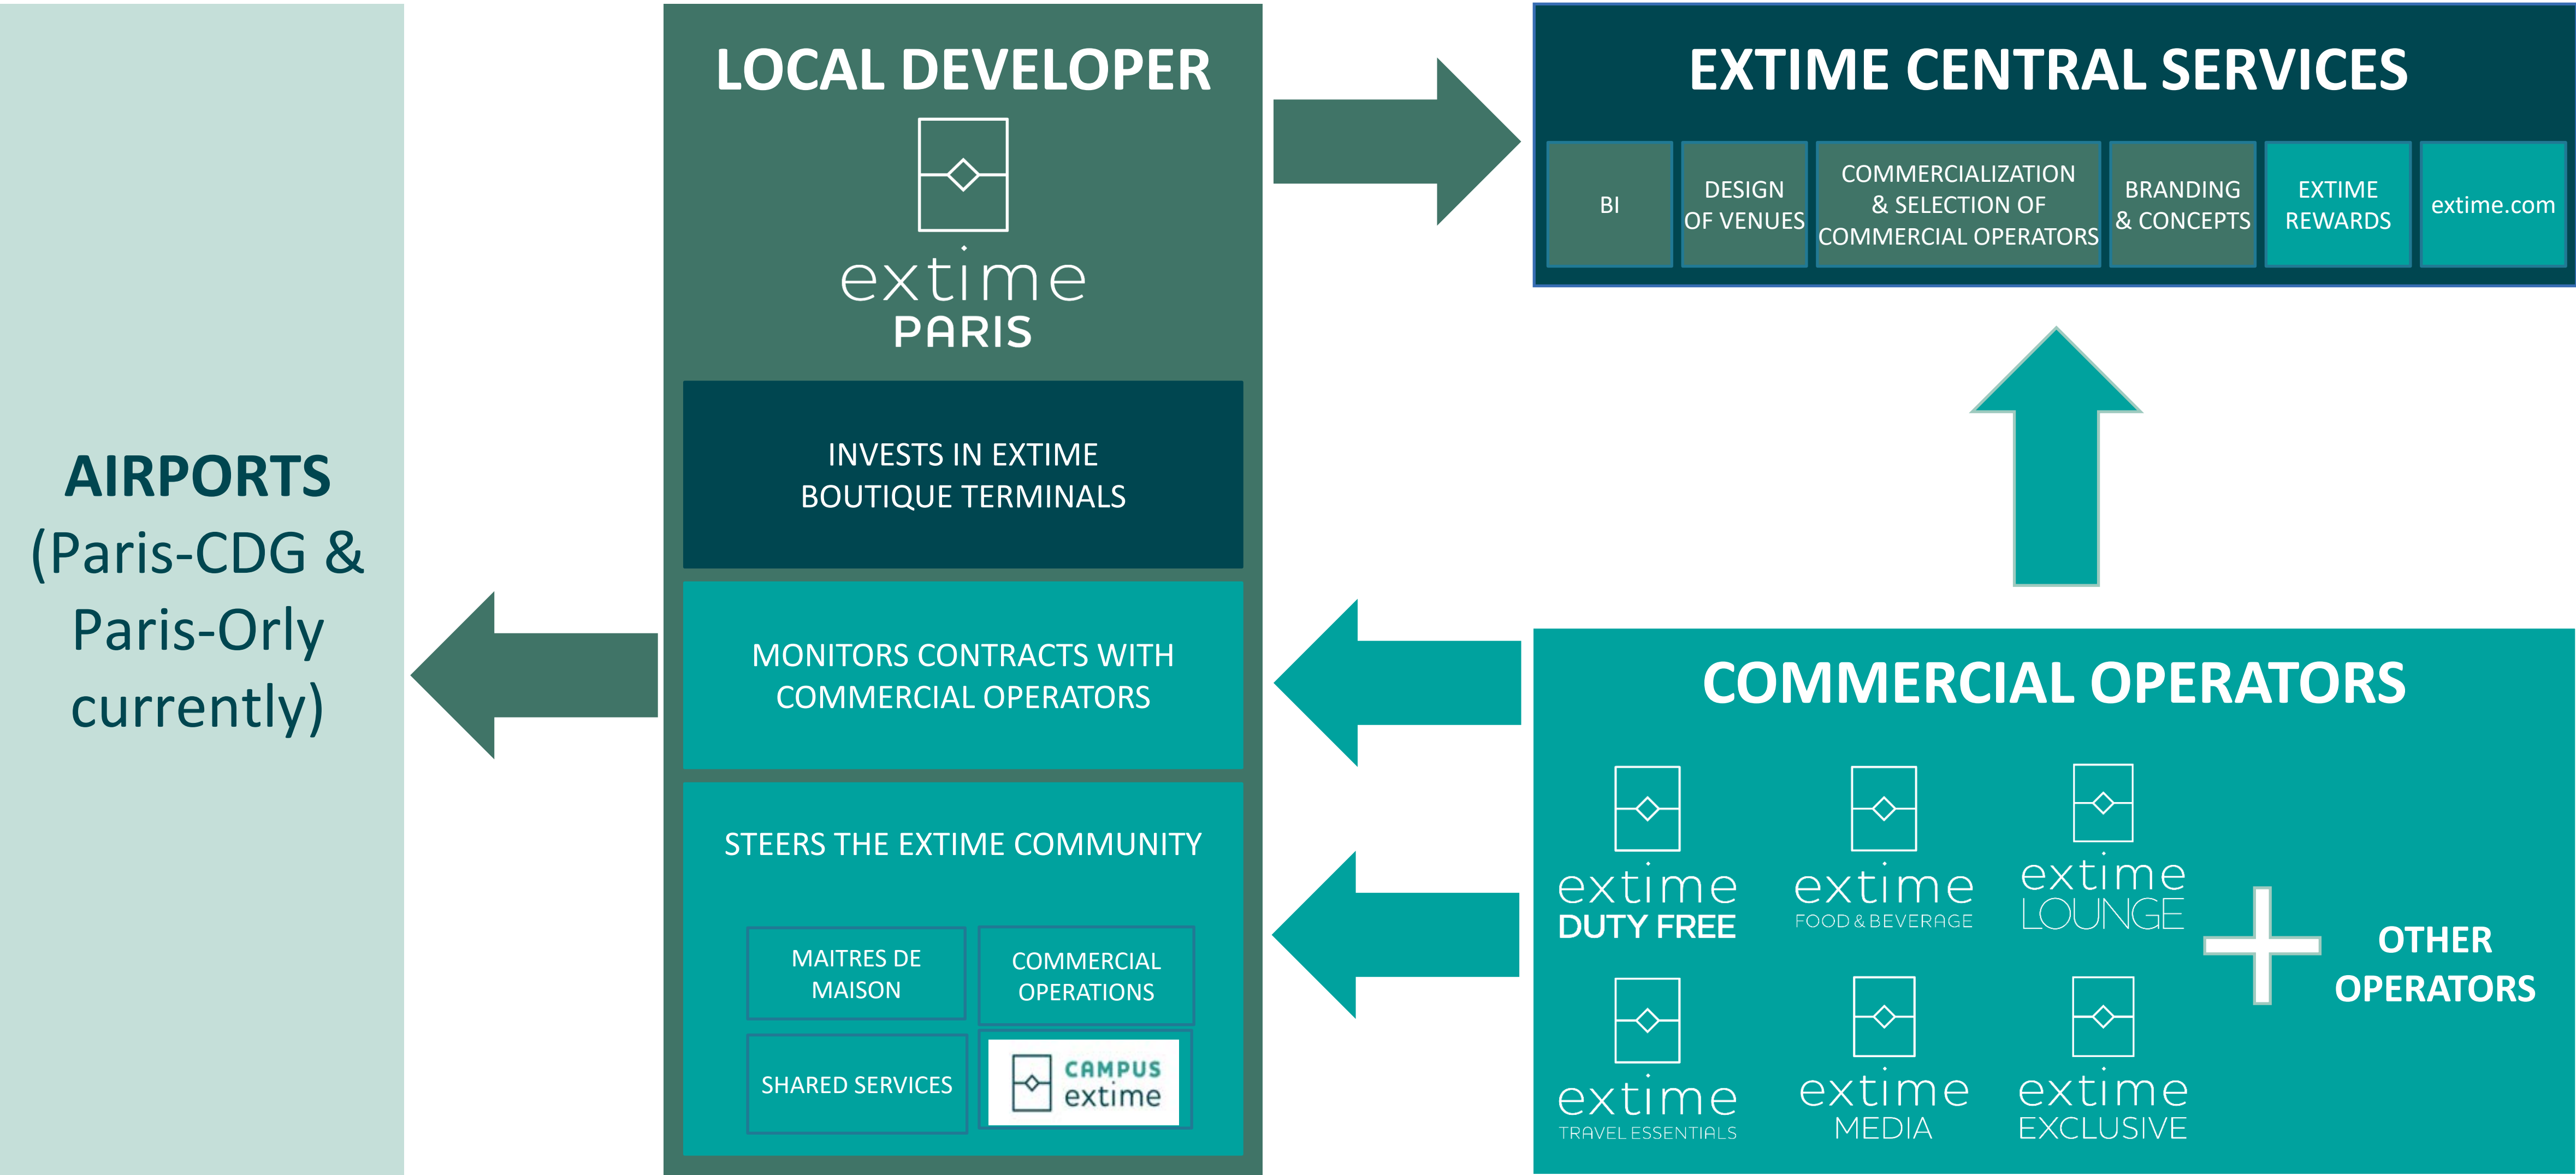 AIRPORTS
(Paris-CDG &
Paris-Orly
currently)
LOCAL DEVELOPER
extime
PARIS
INVESTS IN EXTIME
BOUTIQUE TERMINALS
MONITORS CONTRACTS WITH
COMMERCIAL OPERATORS
STEERS THE EXTIME COMMUNITY
MAITRES DE
MAISON
COMMERCIAL
OPERATIONS
SHARED SERVICES
CAMPUS
extime
EXTIME CENTRAL SERVICES
BI
DESIGN
OF VENUES
COMMERCIALIZATION
& SELECTION OF
COMMERCIAL OPERATORS
BRANDING
& CONCEPTS
EXTIME
REWARDS
extime.com
COMMERCIAL OPERATORS
extime
DUTY FREE
extime
FOOD & BEVERAGE
extime
LOUNGE
extime
TRAVEL ESSENTIALS
extime
MEDIA
extime
EXCLUSIVE
OTHER
OPERATORS